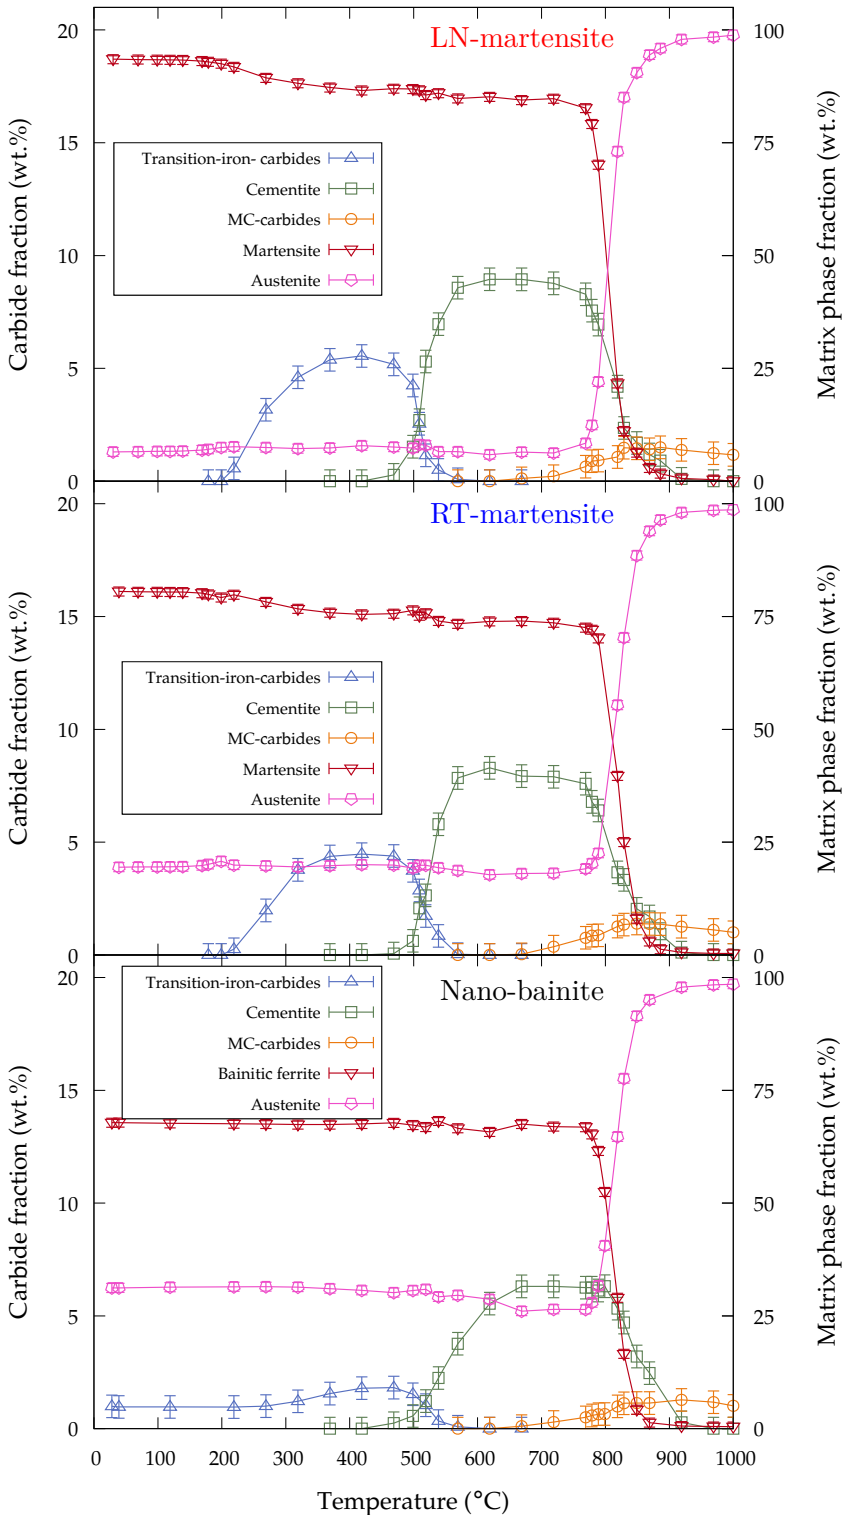 LN-martensite
20
15
10
5
0
100
75
50
25
0
Carbide fraction (wt.%)
Matrix phase fraction (wt.%)
Transition-iron- carbides
Cementite
MC-carbides
Martensite
Austenite
RT-martensite
20
15
10
5
0
100
75
50
25
0
Carbide fraction (wt.%)
Matrix phase fraction (wt.%)
Transition-iron-carbides
Cementite
MC-carbides
Martensite
Austenite
Nano-bainite
20
15
10
5
0
100
75
50
25
0
Carbide fraction (wt.%)
Matrix phase fraction (wt.%)
Transition-iron-carbides
Cementite
MC-carbides
Bainitic ferrite
Austenite
0 100 200 300 400 500 600 700 800 900 1000
Temperature (°C)